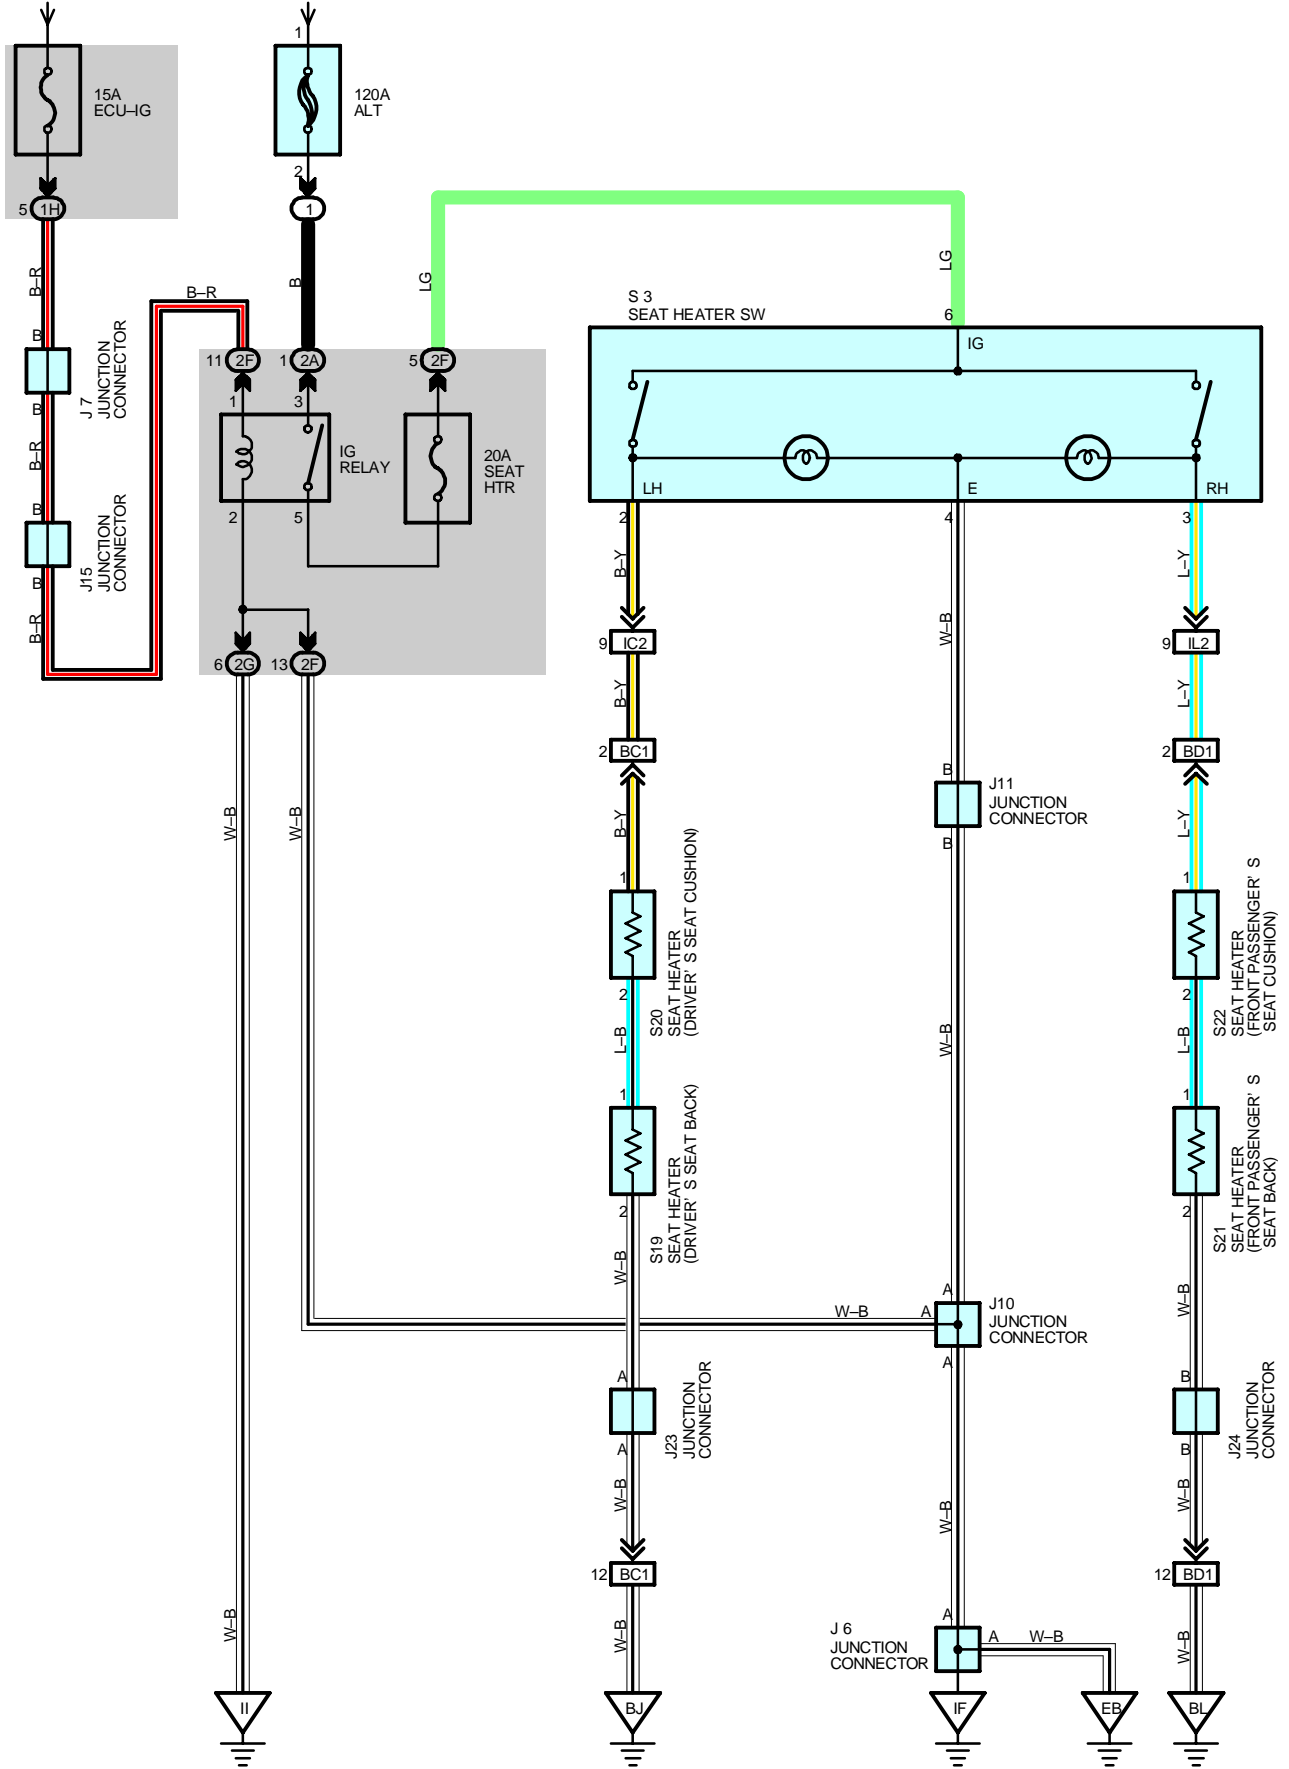 15A
ECU–IG
1
120A
ALT
2
5 1H
1
B–R
B
LG
LG
B–R
B
J 7
JUNCTION
CONNECTOR
B
B–R
B
J15
JUNCTION
CONNECTOR
B
B–R
11 2F
1 2A
5 2F
1
3
IG
RELAY
20A
SEAT
HTR
2
5
6 2G
13 2F
W–B
W–B
S 3
SEAT HEATER SW
6
IG
LH
E
RH
2
4
3
B–Y
W–B
L–Y
9 IC2
9 IL2
B–Y
L–Y
2 BC1
2 BD1
B
J11
JUNCTION
CONNECTOR
B
B–Y
L–Y
1
1
S20
SEAT HEATER
(DRIVER' S SEAT CUSHION)
S22
SEAT HEATER
(FRONT PASSENGER' S
SEAT CUSHION)
2
2
L–B
W–B
L–B
1
1
S19
SEAT HEATER
(DRIVER' S SEAT BACK)
S21
SEAT HEATER
(FRONT PASSENGER' S
SEAT BACK)
2
2
W–B
W–B
A
W–B
A
J10
JUNCTION
CONNECTOR
A
A
J23
JUNCTION
CONNECTOR
A
B
J24
JUNCTION
CONNECTOR
B
W–B
W–B
W–B
12 BC1
12 BD1
W–B
W–B
A
J 6
JUNCTION
CONNECTOR
A
W–B
W–B
II
BJ
IF
EB
BL